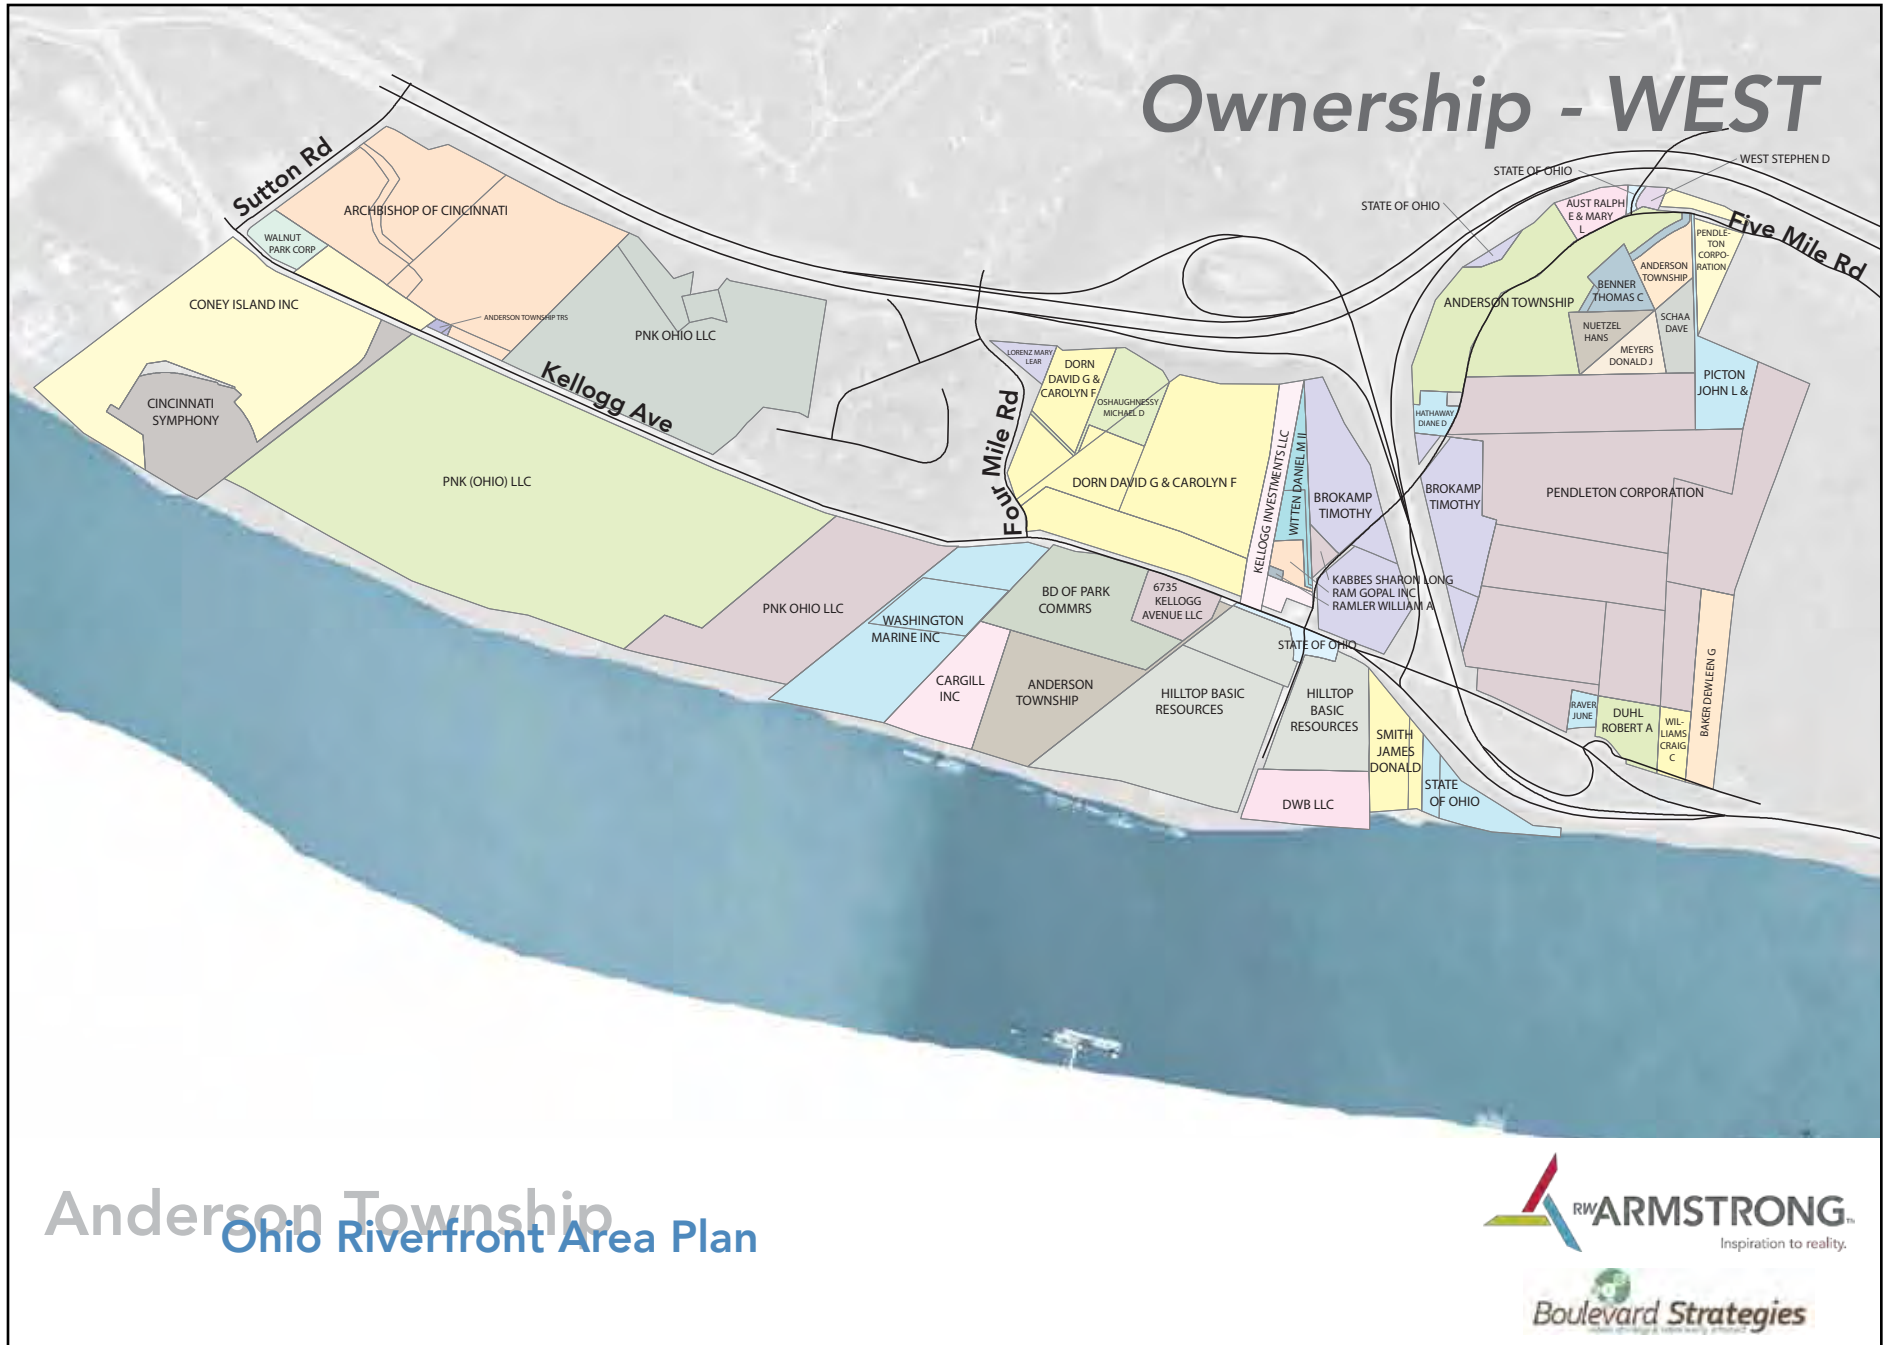 Ownership - WEST
WEST STEPHEN D
STATE OF OHIO
STATE OF OHIO
Sutton Rd
ARCHBISHOP OF CINCINNATI
WALNUT
PARK CORP
CONEY ISLAND INC
ANDERSON TOWNSHIP TRS
PNK OHIO LLC
Kellogg Ave
CINCINNATI
SYMPHONY
PNK (OHIO) LLC
PNK OHIO LLC
Four Mile Rd
LORENZ MARY
LEAR
DORN
DAVID G &
CAROLYN F
OSHAUGHNESSY
MICHAEL D
DORN DAVID G & CAROLYN F
KELLOGG INVESTMENTS LLC
WITTEN DANIEL M II
BROKAMP
TIMOTHY
KABBES SHARON LONG
RAM GOPAL INC
RAMLER WILLIAM A
STATE OF OHIO
WASHINGTON
MARINE INC
BD OF PARK
COMMRS
6735
KELLOGG
AVENUE LLC
CARGILL
INC
ANDERSON
TOWNSHIP
HILLTOP BASIC
RESOURCES
HILLTOP
BASIC
RESOURCES
DWB LLC
SMITH
JAMES
DONALD
STATE
OF OHIO
AUST RALPH
E & MARY
L
Five Mile Rd
PENDLE-
TON
CORPO-
RATION
ANDERSON
TOWNSHIP
BENNER
THOMAS C
ANDERSON TOWNSHIP
NUETZEL
HANS
SCHAA
DAVE
MEYERS
DONALD J
PICTON
JOHN L &
HATHAWAY
DIANE D
BROKAMP
TIMOTHY
PENDLETON CORPORATION
RAVER
JUNE
DUHL
ROBERT A
WIL-
LIAMS
CRAIG
C
BAKER DEWLEEN G
Anderson Township
Ohio Riverfront Area Plan
RWARMSTRONG TM
Inspiration to reality.
Boulevard Strategies